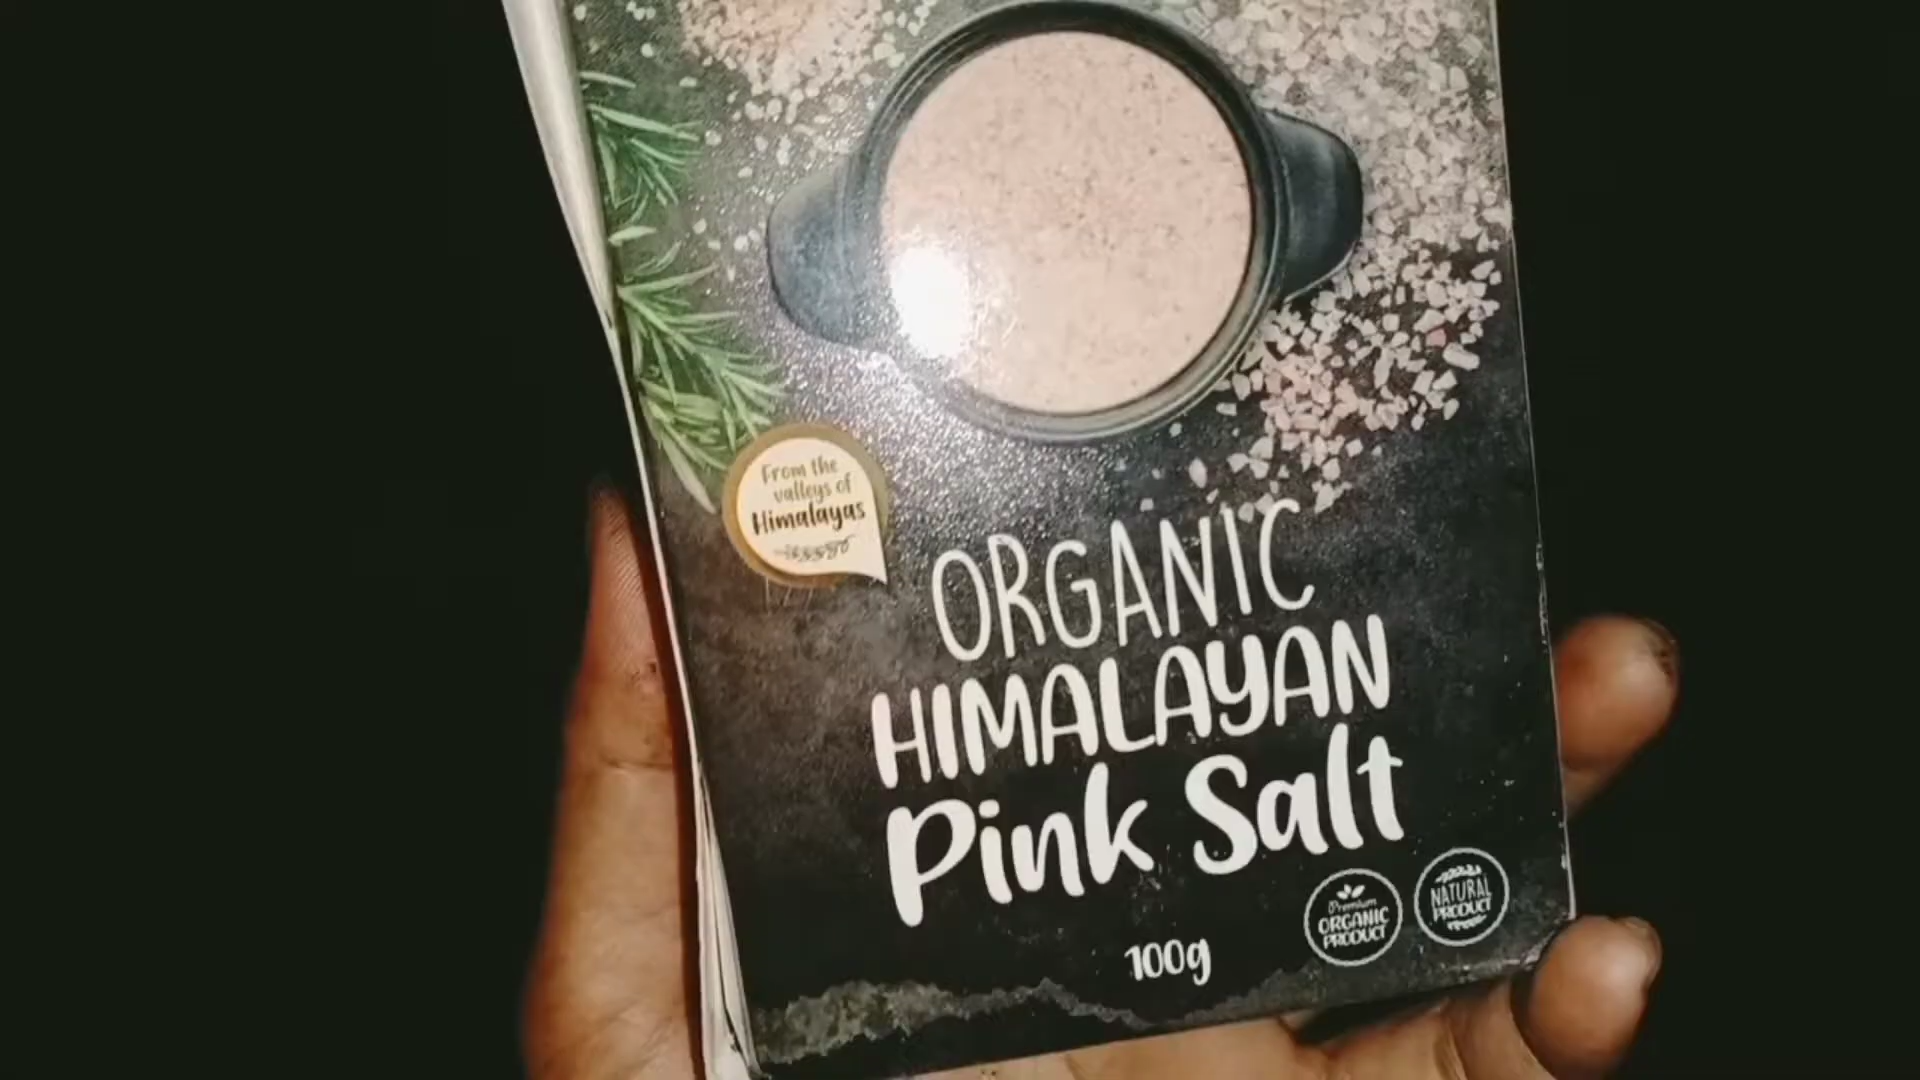 From the
valleys of
Himalayas
ORGANIC
HIMALAYAN
Pink Salt
100g
Premium
ORGANIC
PRODUCT
NATURAL
PRODUCT